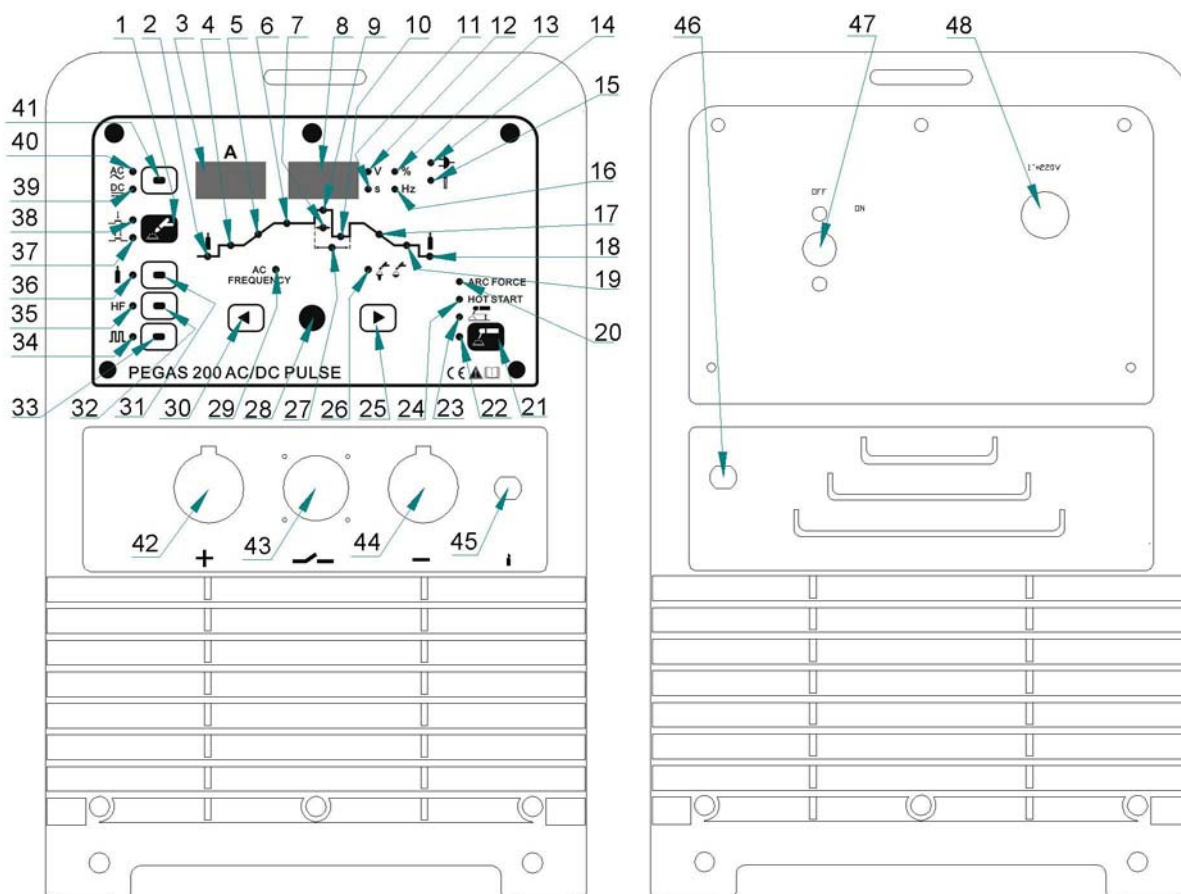 1 2 3 4 5 6 7 8 9 10 11 12 13 14
15
16
17
18
19
20
41
40
39
38
37
36
35
34
33 32 31 30 29 28 27 26 25 24 23 22 21
A
AC
DC
V %
s Hz
AC
FREQUENCY
HF
ARC FORCE
HOT START
PEGAS 200 AC/DC PULSE
CE
42 43 44 45
+ −
46 47 48
OFF
ON